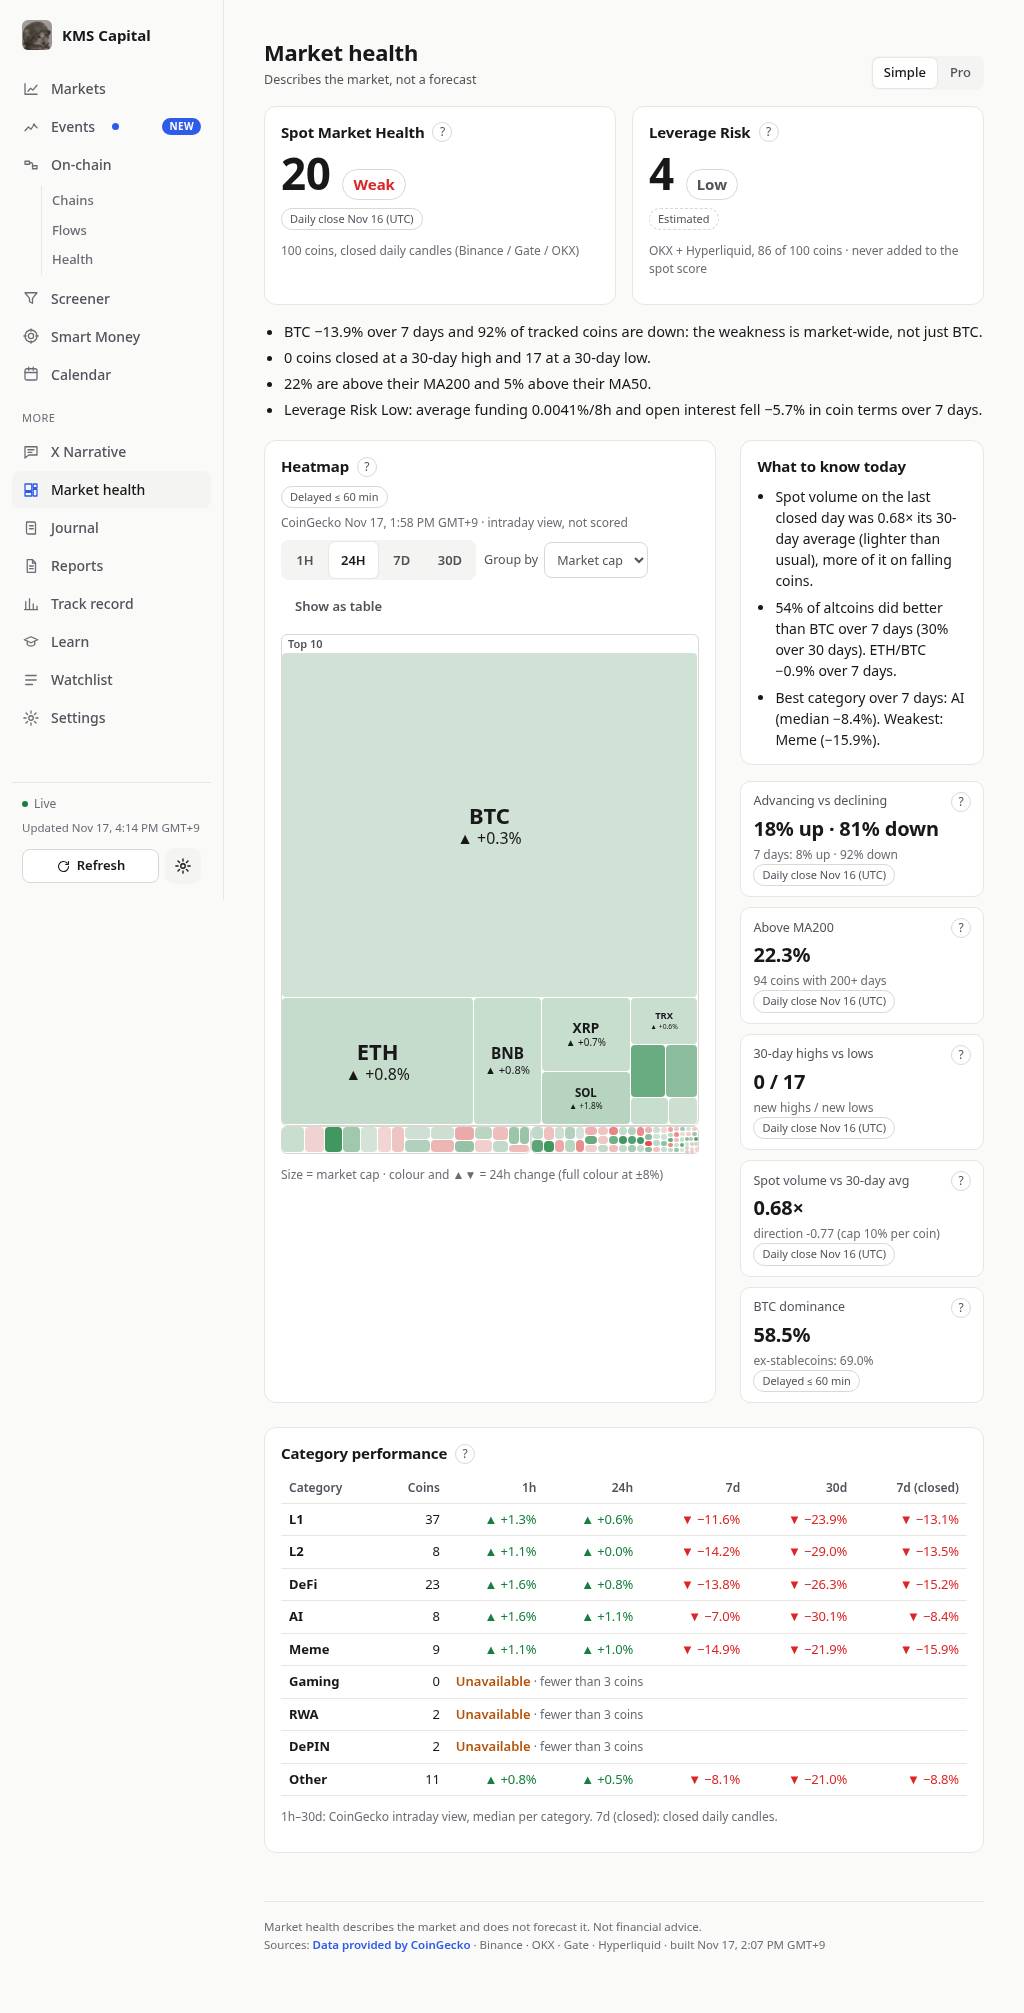 KMS Capital
Markets
Events
NEW
On-chain
Chains
Flows
Health
Screener
Smart Money
Calendar
MORE
X Narrative
Market health
Journal
Reports
Track record
Learn
Watchlist
Settings
Live
Updated Nov 17, 4:14 PM GMT+9
Refresh
Market health
Describes the market, not a forecast
Simple
Pro
Spot Market Health ?
20 Weak
Daily close Nov 16 (UTC)
100 coins, closed daily candles (Binance / Gate / OKX)
Leverage Risk ?
4 Low
Estimated
OKX + Hyperliquid, 86 of 100 coins · never added to the
spot score
• BTC −13.9% over 7 days and 92% of tracked coins are down: the weakness is market-wide, not just BTC.
• 0 coins closed at a 30-day high and 17 at a 30-day low.
• 22% are above their MA200 and 5% above their MA50.
• Leverage Risk Low: average funding 0.0041%/8h and open interest fell −5.7% in coin terms over 7 days.
Heatmap ?
Delayed ≤ 60 min
CoinGecko Nov 17, 1:58 PM GMT+9 · intraday view, not scored
1H 24H 7D 30D Group by Market cap
Show as table
Top 10
BTC
▲ +0.3%
ETH
▲ +0.8%
BNB
▲ +0.8%
XRP
▲ +0.7%
SOL
▲ +1.8%
TRX
▲ +0.6%
Size = market cap · colour and ▲▼ = 24h change (full colour at ±8%)
What to know today
• Spot volume on the last
closed day was 0.68× its 30-
day average (lighter than
usual), more of it on falling
coins.
• 54% of altcoins did better
than BTC over 7 days (30%
over 30 days). ETH/BTC
−0.9% over 7 days.
• Best category over 7 days: AI
(median −8.4%). Weakest:
Meme (−15.9%).
Advancing vs declining ?
18% up · 81% down
7 days: 8% up · 92% down
Daily close Nov 16 (UTC)
Above MA200 ?
22.3%
94 coins with 200+ days
Daily close Nov 16 (UTC)
30-day highs vs lows ?
0 / 17
new highs / new lows
Daily close Nov 16 (UTC)
Spot volume vs 30-day avg ?
0.68×
direction -0.77 (cap 10% per coin)
Daily close Nov 16 (UTC)
BTC dominance ?
58.5%
ex-stablecoins: 69.0%
Delayed ≤ 60 min
Category performance ?
Category Coins 1h 24h 7d 30d 7d (closed)
L1 37 ▲ +1.3% ▲ +0.6% ▼ −11.6% ▼ −23.9% ▼ −13.1%
L2 8 ▲ +1.1% ▲ +0.0% ▼ −14.2% ▼ −29.0% ▼ −13.5%
DeFi 23 ▲ +1.6% ▲ +0.8% ▼ −13.8% ▼ −26.3% ▼ −15.2%
AI 8 ▲ +1.6% ▲ +1.1% ▼ −7.0% ▼ −30.1% ▼ −8.4%
Meme 9 ▲ +1.1% ▲ +1.0% ▼ −14.9% ▼ −21.9% ▼ −15.9%
Gaming 0 Unavailable · fewer than 3 coins
RWA 2 Unavailable · fewer than 3 coins
DePIN 2 Unavailable · fewer than 3 coins
Other 11 ▲ +0.8% ▲ +0.5% ▼ −8.1% ▼ −21.0% ▼ −8.8%
1h–30d: CoinGecko intraday view, median per category. 7d (closed): closed daily candles.
Market health describes the market and does not forecast it. Not financial advice.
Sources: Data provided by CoinGecko · Binance · OKX · Gate · Hyperliquid · built Nov 17, 2:07 PM GMT+9